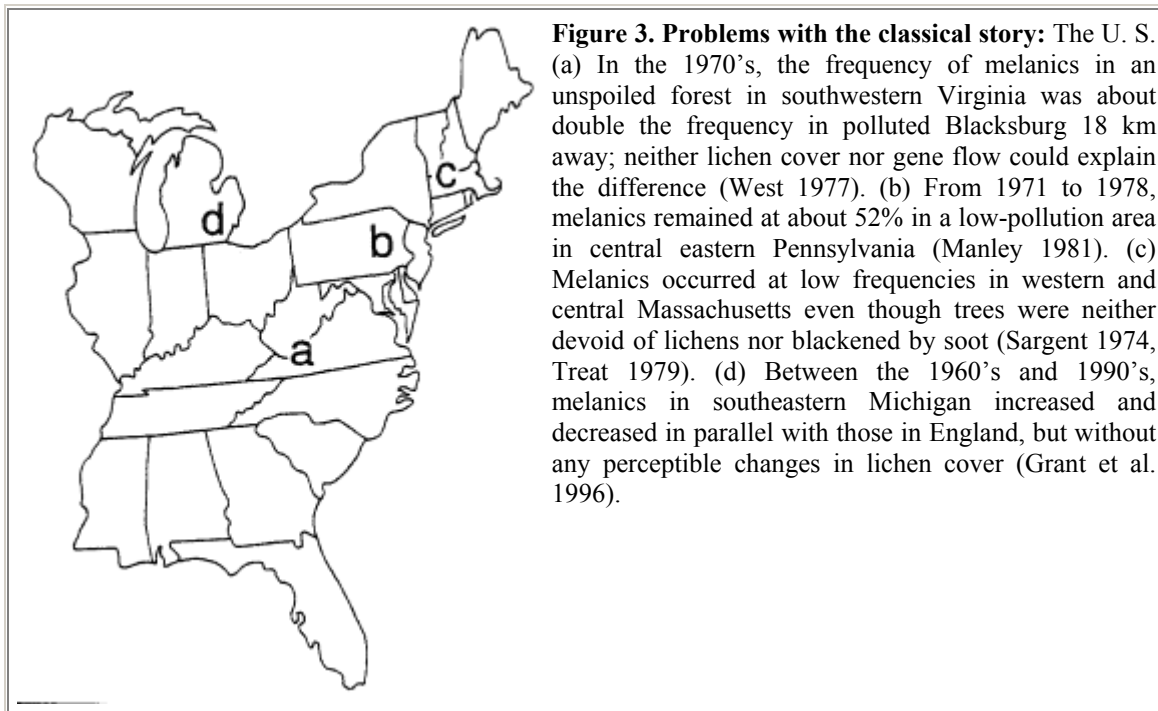 Figure 3. Problems with the classical story: The U. S.
(a) In the 1970's, the frequency of melanics in an
unspoiled forest in southwestern Virginia was about
double the frequency in polluted Blacksburg 18 km
away; neither lichen cover nor gene flow could explain
the difference (West 1977). (b) From 1971 to 1978,
melanics remained at about 52% in a low-pollution area
in central eastern Pennsylvania (Manley 1981). (c)
Melanics occurred at low frequencies in western and
central Massachusetts even though trees were neither
devoid of lichens nor blackened by soot (Sargent 1974,
Treat 1979). (d) Between the 1960's and 1990's,
melanics in southeastern Michigan increased and
decreased in parallel with those in England, but without
any perceptible changes in lichen cover (Grant et al.
1996).
c
d
b
a